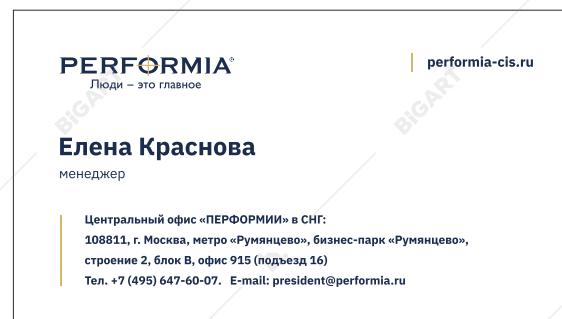 PERFORMIA®
performia-cis.ru
Люди – это главное
BiGART
BiGART
Елена Краснова
менеджер
Центральный офис «ПЕРФОРМИИ» в СНГ:
108811, г. Москва, метро «Румянцево», бизнес-парк «Румянцево»,
строение 2, блок В, офис 915 (подъезд 16)
Тел. +7 (495) 647-60-07. E-mail: president@performia.ru